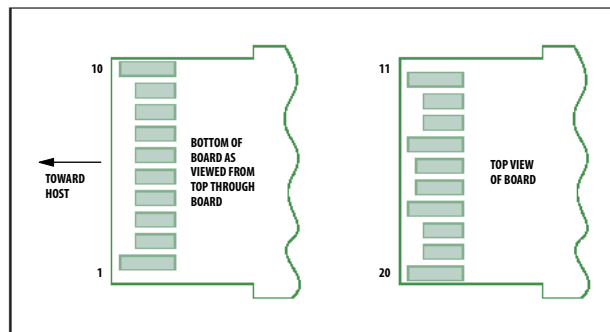 10
BOTTOM OF
BOARD AS
VIEWED FROM
TOP THROUGH
BOARD
TOWARD
HOST
1
11
TOP VIEW
OF BOARD
20